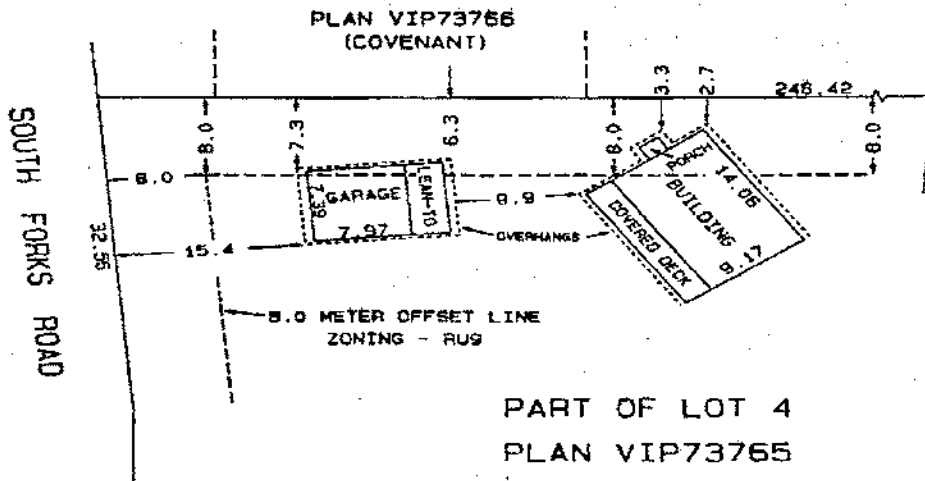 PLAN VIP73766
(COVENANT)
3.3
2.7
246.42
8.0
7.3
6.3
8.0
8.0
8.0
SOUTH FORKS ROAD
32.56
15.4
7.39
GARAGE
LEAN-TO
7.97
9.9
OVERHANGS
PORCH
14.06
BUILDING
COVERED DECK
9.17
8.0 METER OFFSET LINE
ZONING - RU9
PART OF LOT 4
PLAN VIP73765